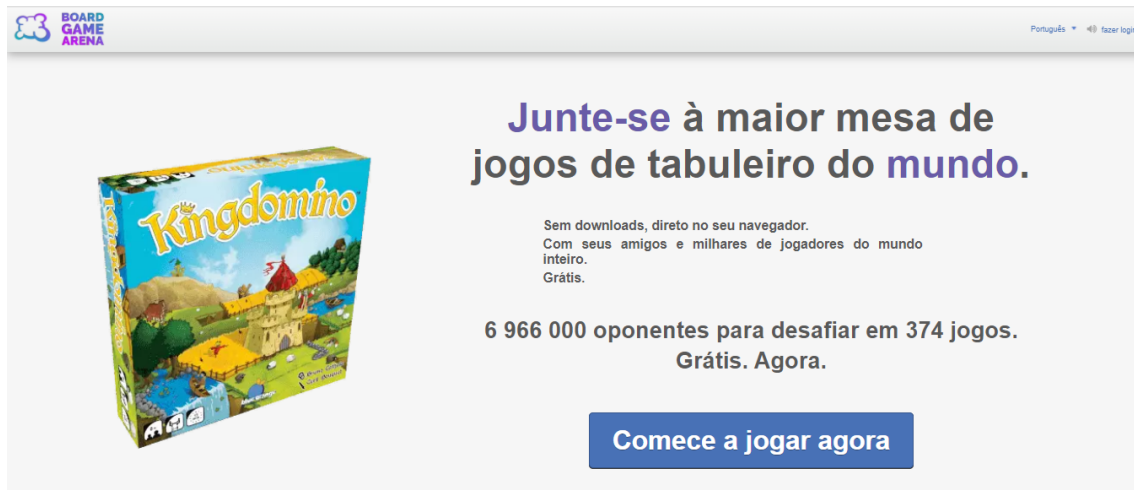 BOARD
GAME
ARENA
Português
fazer login
Junte-se à maior mesa de
jogos de tabuleiro do mundo.
Kingdomino
Kingdomino
Sem downloads, direto no seu navegador.
Com seus amigos e milhares de jogadores do mundo
inteiro.
Grátis.
6 966 000 oponentes para desafiar em 374 jogos.
Grátis. Agora.
Comece a jogar agora